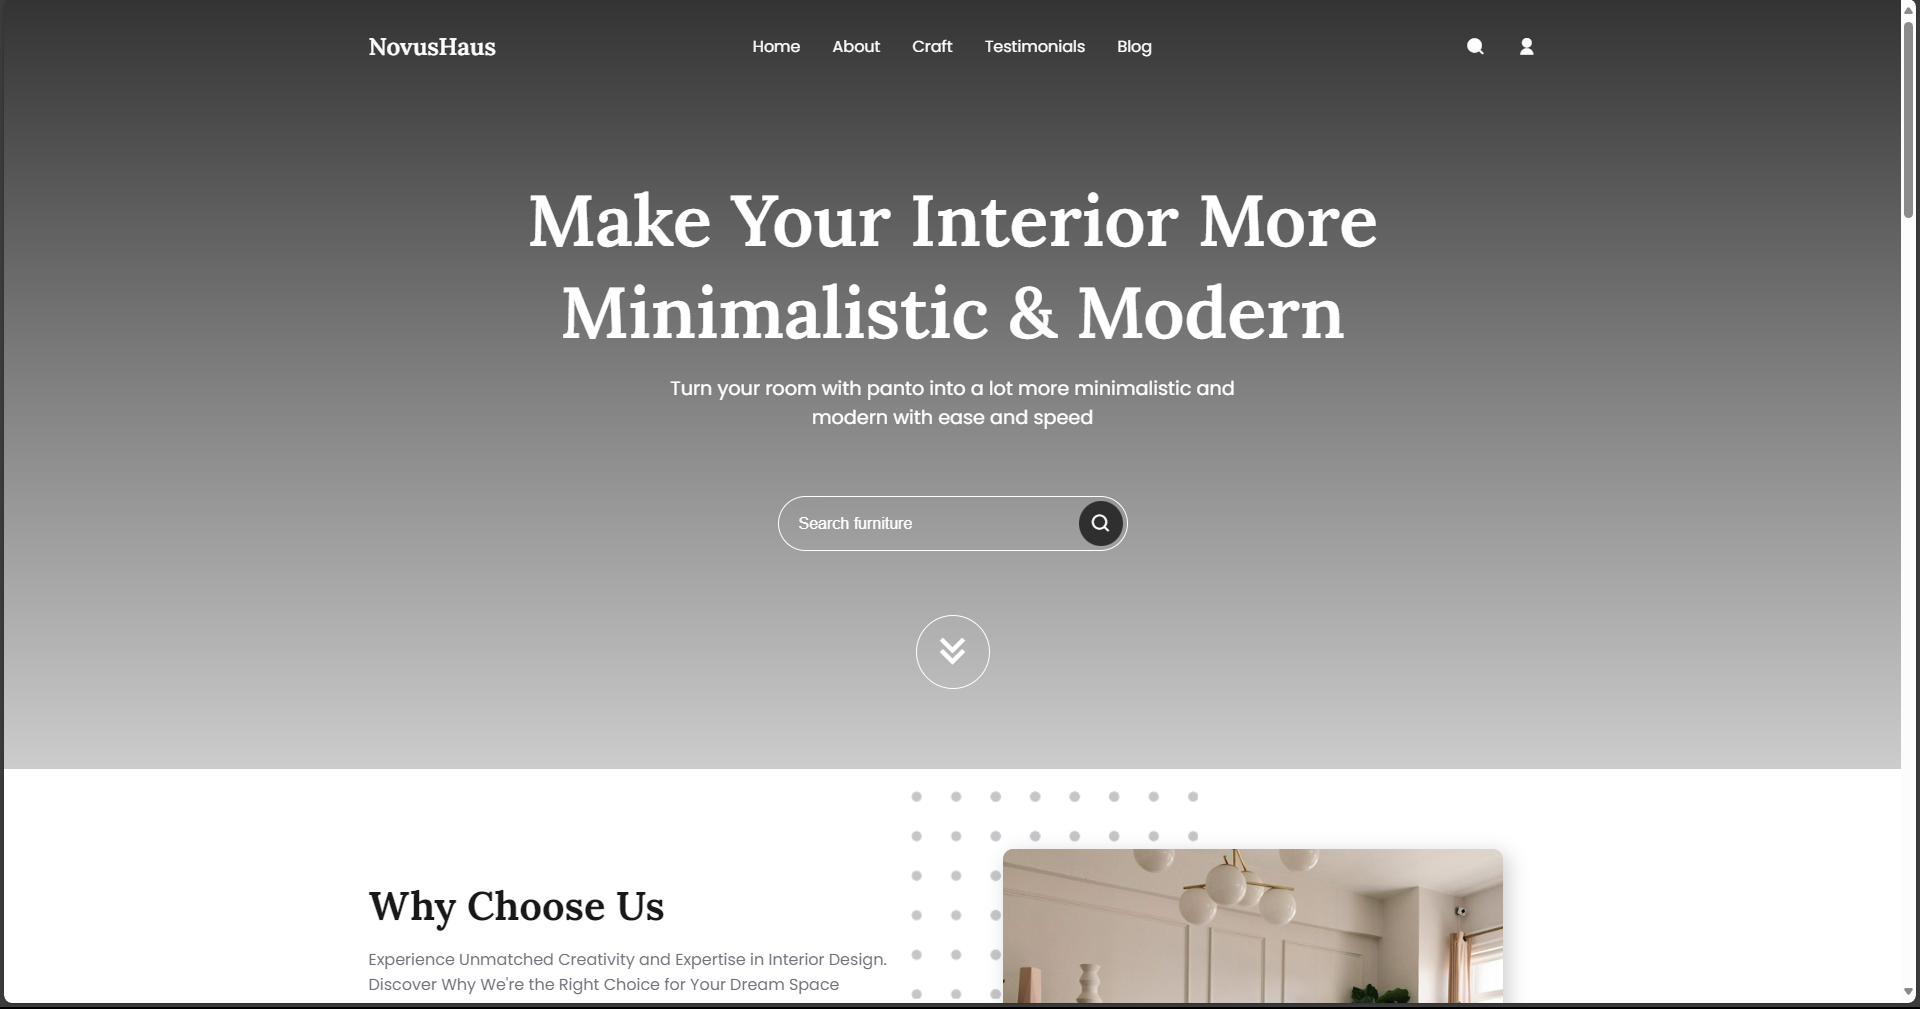 NovusHaus
Home About Craft Testimonials Blog
Make Your Interior More
Minimalistic & Modern
Turn your room with panto into a lot more minimalistic and
modern with ease and speed
Search furniture
Why Choose Us
Experience Unmatched Creativity and Expertise in Interior Design.
Discover Why We're the Right Choice for Your Dream Space